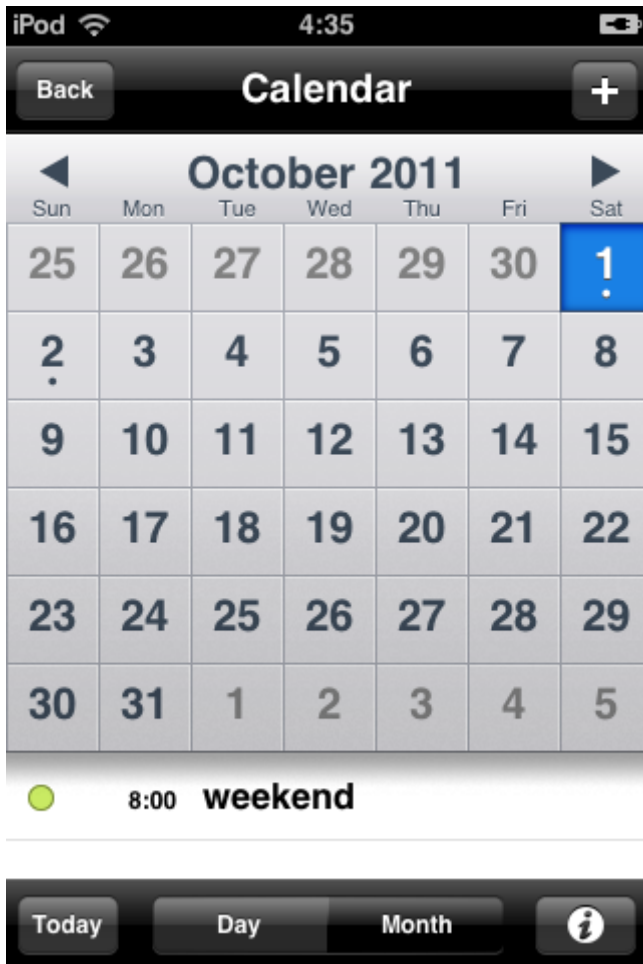 iPod 4:35
Back Calendar +
October 2011
Sun Mon Tue Wed Thu Fri Sat
25 26 27 28 29 30 1
2 3 4 5 6 7 8
9 10 11 12 13 14 15
16 17 18 19 20 21 22
23 24 25 26 27 28 29
30 31 1 2 3 4 5
8:00 weekend
Today Day Month i